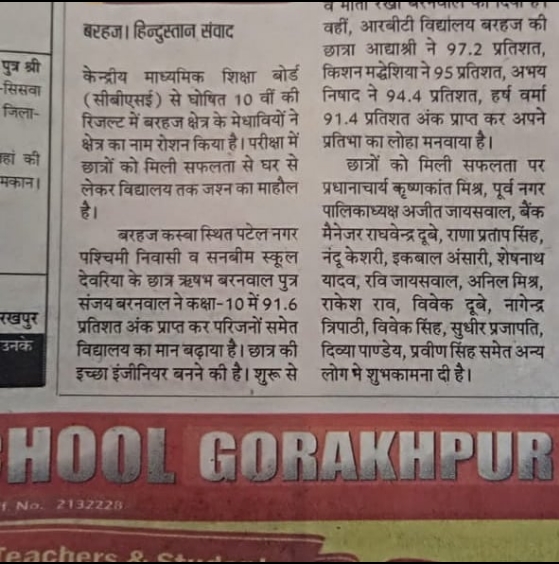 पुत्र श्री
-सिसवा
जिला-
हां की
मकान।
रखपुर
उनके
बरहज। हिन्दुस्तान संवाद
केन्द्रीय माध्यमिक शिक्षा बोर्ड
(सीबीएसई) से घोषित 10 वीं की
रिजल्ट में बरहज क्षेत्र के मेधावियों ने
क्षेत्र का नाम रोशन किया है। परीक्षा में
छात्रों को मिली सफलता से घर से
लेकर विद्यालय तक जश्न का माहौल
है।
बरहज कस्वा स्थित पटेल नगर
पश्चिमी निवासी व सनबीम स्कूल
देवरिया के छात्र ऋषभ बरनवाल पुत्र
संजय बरनवाल ने कक्षा-10 में 91.6
प्रतिशत अंक प्राप्त कर परिजनों समेत
विद्यालय का मान बढ़ाया है। छात्र की
इच्छा इंजीनियर बनने की है। शुरू से
वहीं, आरबीटी विद्यालय बरहज की
छात्रा आद्याश्री ने 97.2 प्रतिशत,
किशन मद्धेशिया ने 95 प्रतिशत, अभय
निषाद ने 94.4 प्रतिशत, हर्ष वर्मा
91.4 प्रतिशत अंक प्राप्त कर अपने
प्रतिभा का लोहा मनवाया है।
छात्रों को मिली सफलता पर
प्रधानाचार्य कृष्णकांत मिश्र, पूर्व नगर
पालिकाध्यक्ष अजीत जायसवाल, बैंक
मैनेजर राघवेन्द्र दूबे, राणा प्रताप सिंह,
नंदू केशरी, इकबाल अंसारी, शेषनाथ
यादव, रवि जायसवाल, अनिल मिश्र,
राकेश राव, विवेक दूबे, नागेन्द्र
त्रिपाठी, विवेक सिंह, सुधीर प्रजापति,
दिव्या पाण्डेय, प्रवीण सिंह समेत अन्य
लोग ने शुभकामना दी है।
HOOL GORAKHPUR
No. 2132228
Teachers &